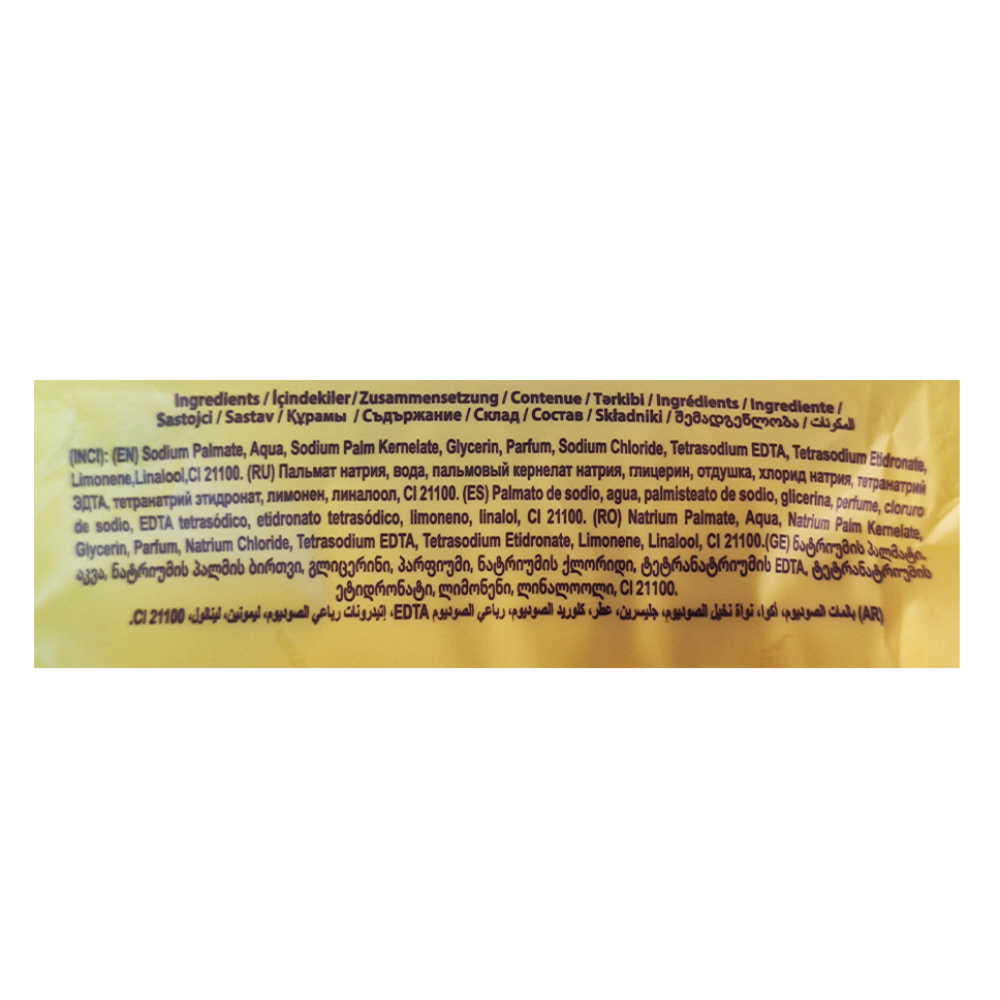 Ingredients / İçindekiler/Zusammensetzung / Contenue / Tərkibi / Ingrédients / Ingrediente /
Sastojci / Sastav / Құрамы / Съдържание / Склад / Состав / Składniki / შემადგენლობა / المكونات
(INCI): (EN) Sodium Palmate, Aqua, Sodium Palm Kernelate, Glycerin, Parfum, Sodium Chloride, Tetrasodium EDTA, Tetrasodium Etidronate,
Limonene,Linalool,CI 21100. (RU) Пальмат натрия, вода, пальмовый кернелат натрия, глицерин, отдушка, хлорид натрия, тетранатрий
ЭДТА, тетранатрий этидронат, лимонен, линалоол, CI 21100. (ES) Palmato de sodio, agua, palmisteato de sodio, glicerina, perfume, cloruro
de sodio, EDTA tetrasódico, etidronato tetrasódico, limoneno, linalol, CI 21100. (RO) Natrium Palmate, Aqua, Natrium Palm Kernelate,
Glycerin, Parfum, Natrium Chloride, Tetrasodium EDTA, Tetrasodium Etidronate, Limonene, Linalool, CI 21100.(GE) ნატრიუმის პალმატი.
აკვა, ნატრიუმის პალმის ბირთვი, გლიცერინი, პარფიუმი, ნატრიუმის ქლორიდი, ტეტრანატრიუმის EDTA, ტეტრანატრიუმის
ეტიდრონატი, ლიმონენი, ლინალოოლი, CI 21100.
(AR) بالمات الصوديوم، أكوا، نواة نخيل الصوديوم، جليسرين، عطر، كلوريد الصوديوم، رباعي الصوديوم EDTA، إتيدرونات رباعي الصوديوم، ليمونين، لينالول، CI 21100.